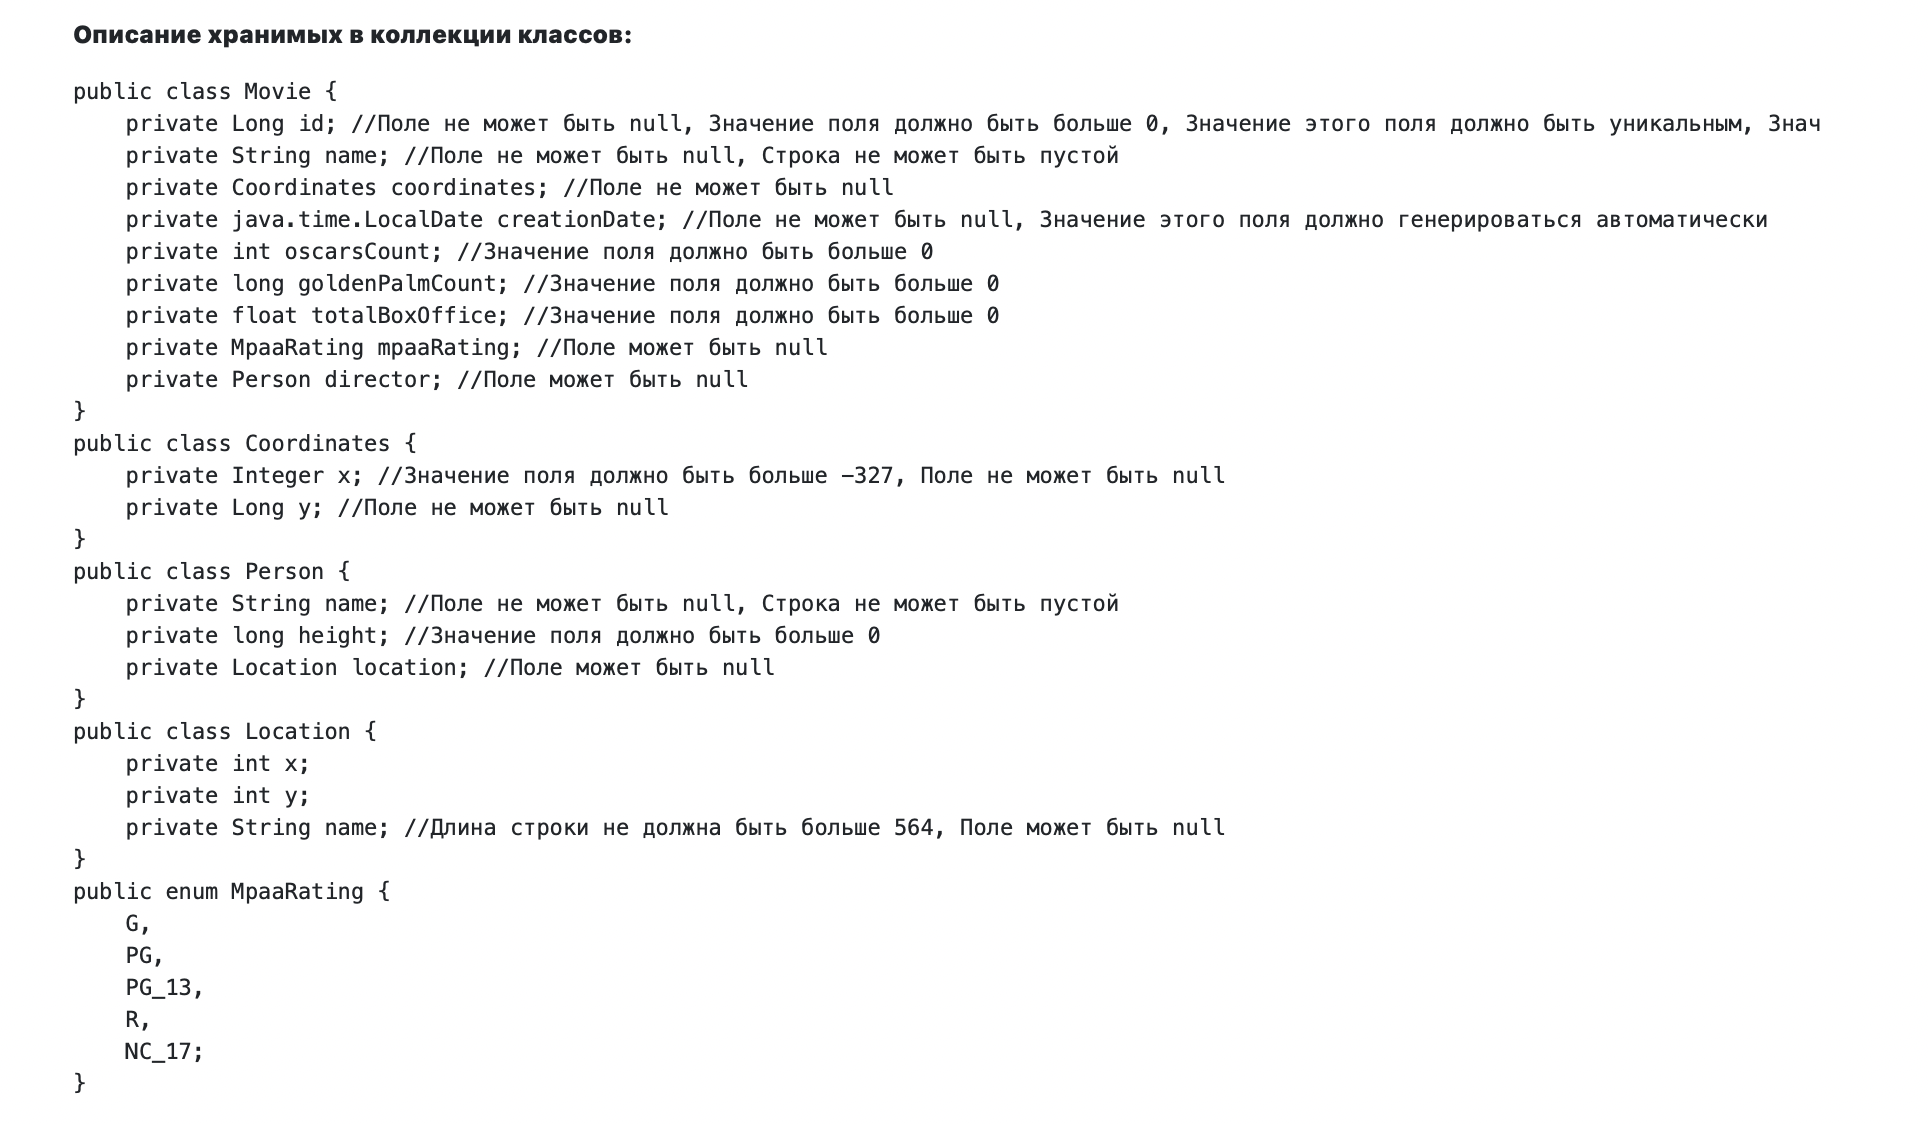 Описание хранимых в коллекции классов:
public class Movie {
    private Long id; //Поле не может быть null, Значение поля должно быть больше 0, Значение этого поля должно быть уникальным, Знач
    private String name; //Поле не может быть null, Строка не может быть пустой
    private Coordinates coordinates; //Поле не может быть null
    private java.time.LocalDate creationDate; //Поле не может быть null, Значение этого поля должно генерироваться автоматически
    private int oscarsCount; //Значение поля должно быть больше 0
    private long goldenPalmCount; //Значение поля должно быть больше 0
    private float totalBoxOffice; //Значение поля должно быть больше 0
    private MpaaRating mpaaRating; //Поле может быть null
    private Person director; //Поле может быть null
}
public class Coordinates {
    private Integer x; //Значение поля должно быть больше -327, Поле не может быть null
    private Long y; //Поле не может быть null
}
public class Person {
    private String name; //Поле не может быть null, Строка не может быть пустой
    private long height; //Значение поля должно быть больше 0
    private Location location; //Поле может быть null
}
public class Location {
    private int x;
    private int y;
    private String name; //Длина строки не должна быть больше 564, Поле может быть null
}
public enum MpaaRating {
    G,
    PG,
    PG_13,
    R,
    NC_17;
}